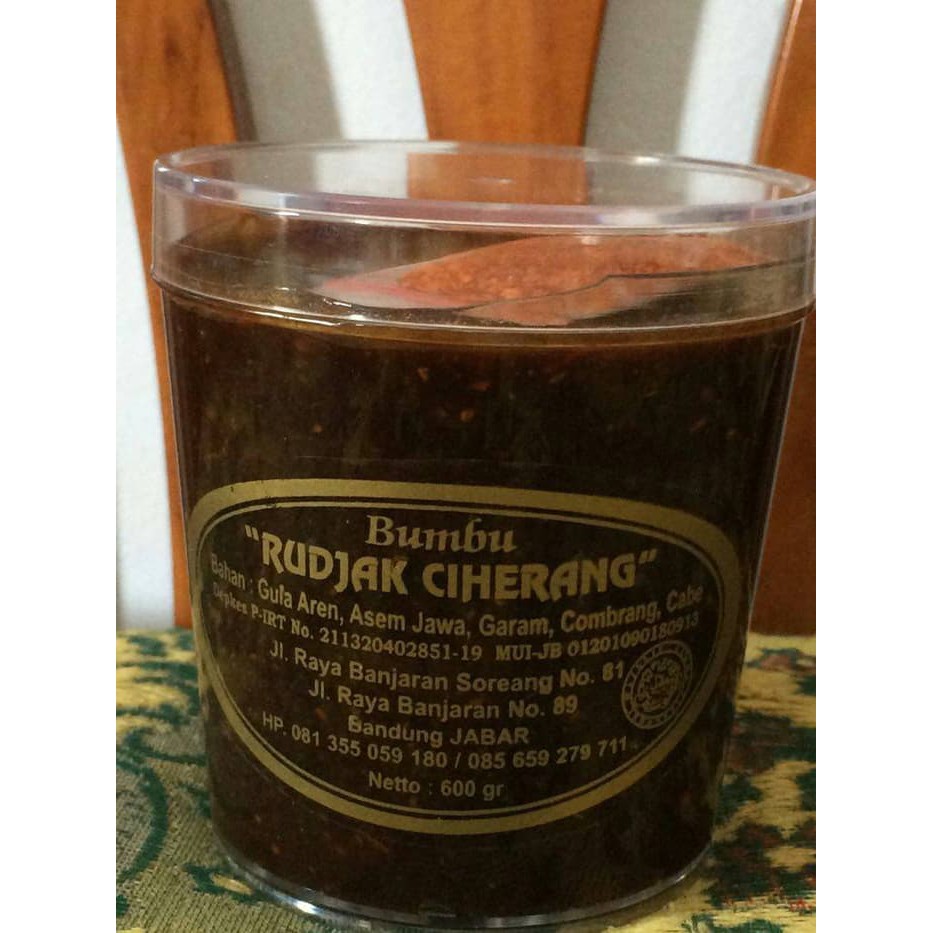 Bumbu
"RUDJAK CIHERANG"
Bahan : Gula Aren, Asem Jawa, Garam, Combrang, Cabe
Depkes P-IRT No. 211320402851-19 MUI-JB 01201090180913
Jl. Raya Banjaran Soreang No. 81
Jl. Raya Banjaran No. 89
Bandung JABAR
HP. 081 355 059 180 / 085 659 279 711
Netto : 600 gr